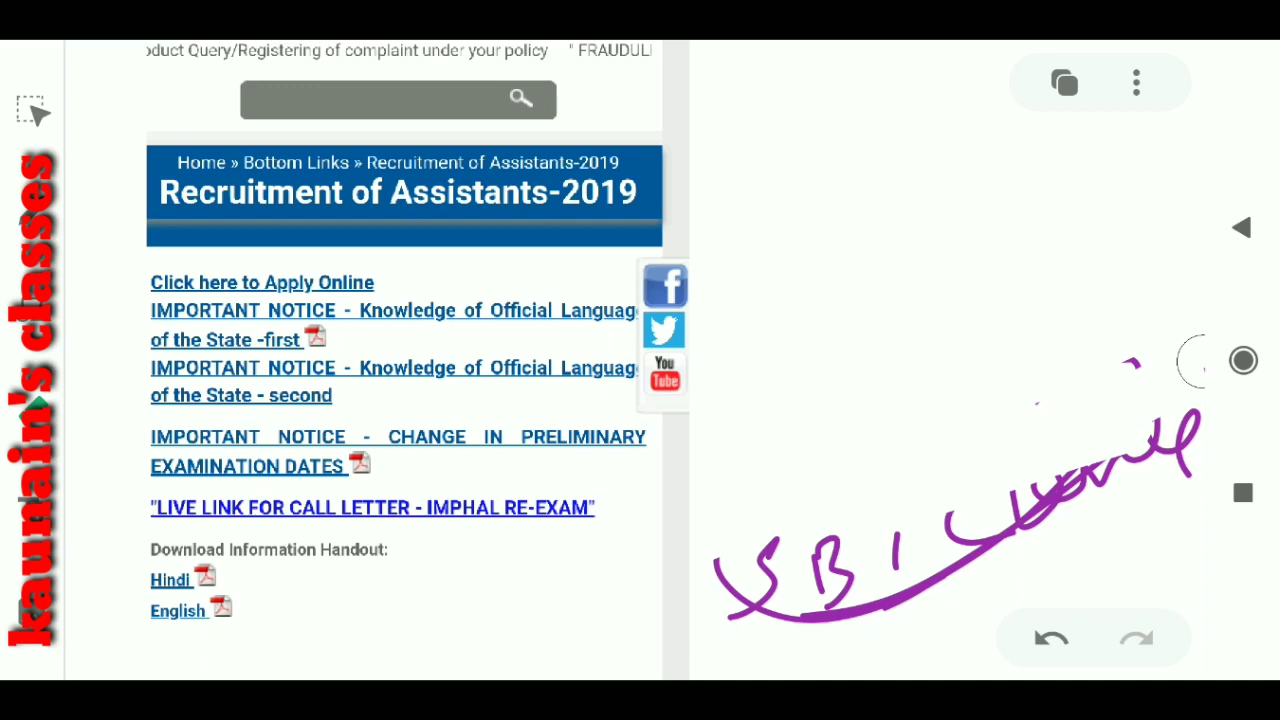 oduct Query/Registering of complaint under your policy " FRAUDUL
Home » Bottom Links » Recruitment of Assistants-2019
Recruitment of Assistants-2019
Click here to Apply Online
IMPORTANT NOTICE - Knowledge of Official Languag
of the State -first
IMPORTANT NOTICE - Knowledge of Official Languag
of the State - second
IMPORTANT NOTICE - CHANGE IN PRELIMINARY
EXAMINATION DATES
"LIVE LINK FOR CALL LETTER - IMPHAL RE-EXAM"
Download Information Handout:
Hindi
English
f
You
Tube
kaunain's classes
SBI